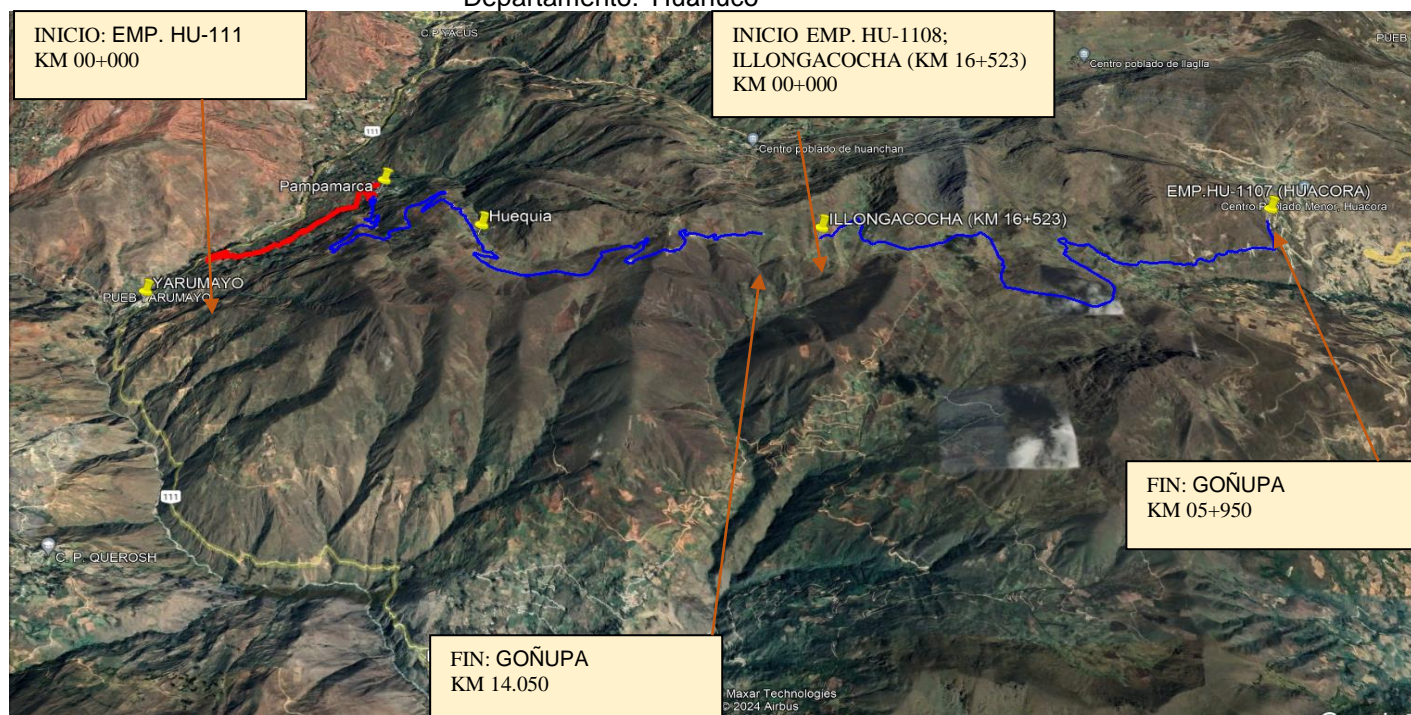 Departamento: Huánuco
INICIO: EMP. HU-111
KM 00+000
INICIO EMP. HU-1108;
ILLONGACOCHA (KM 16+523)
KM 00+000
C.P YACUS
PUEB
Centro poblado de llaglla
111
Centro poblado de huanchan
Pampamarca
EMP.HU-1107 (HUACORA)
Centro Poblado Menor, Huacora
Huequia
ILLONGACOCHA (KM 16+523)
YARUMAYO
PUEB YARUMAYO
FIN: GOÑUPA
KM 05+950
111
C. P. QUEROSH
FIN: GOÑUPA
KM 14.050
Maxar Technologies
© 2024 Airbus